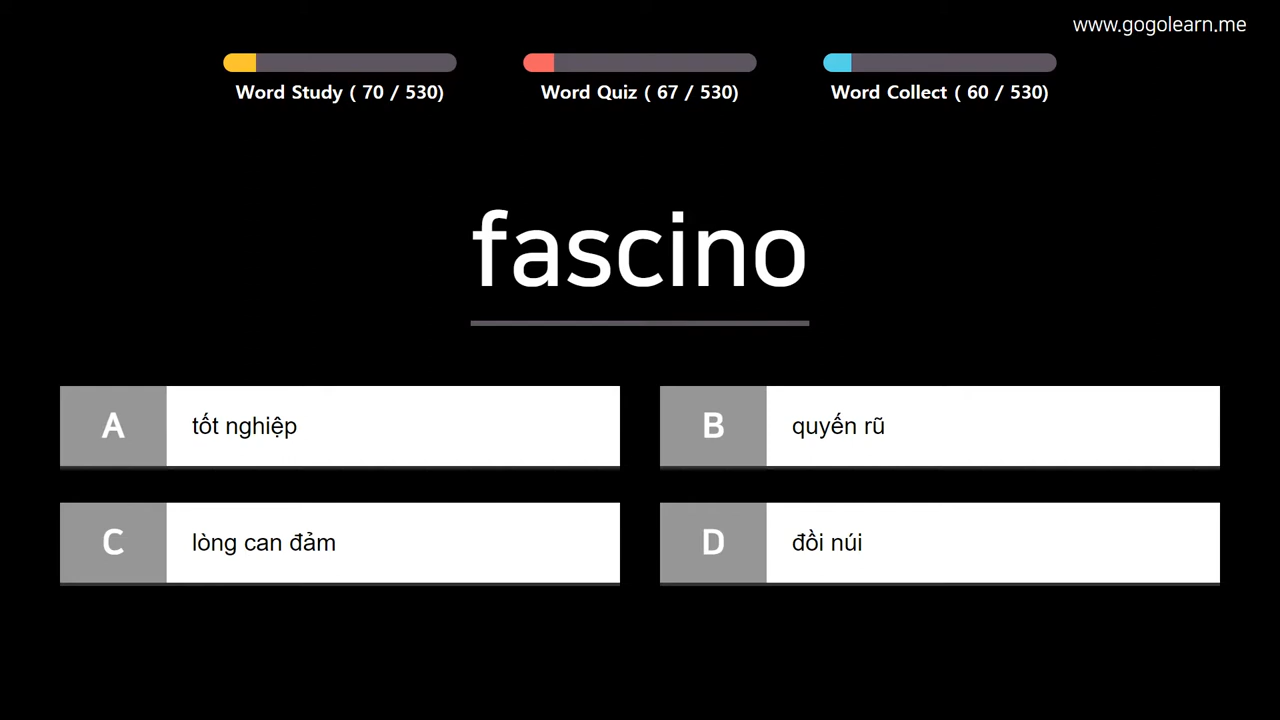 www.gogolearn.me
Word Study ( 70 / 530)
Word Quiz ( 67 / 530)
Word Collect ( 60 / 530)
fascino
A tốt nghiệp
B quyến rũ
C lòng can đảm
D đồi núi